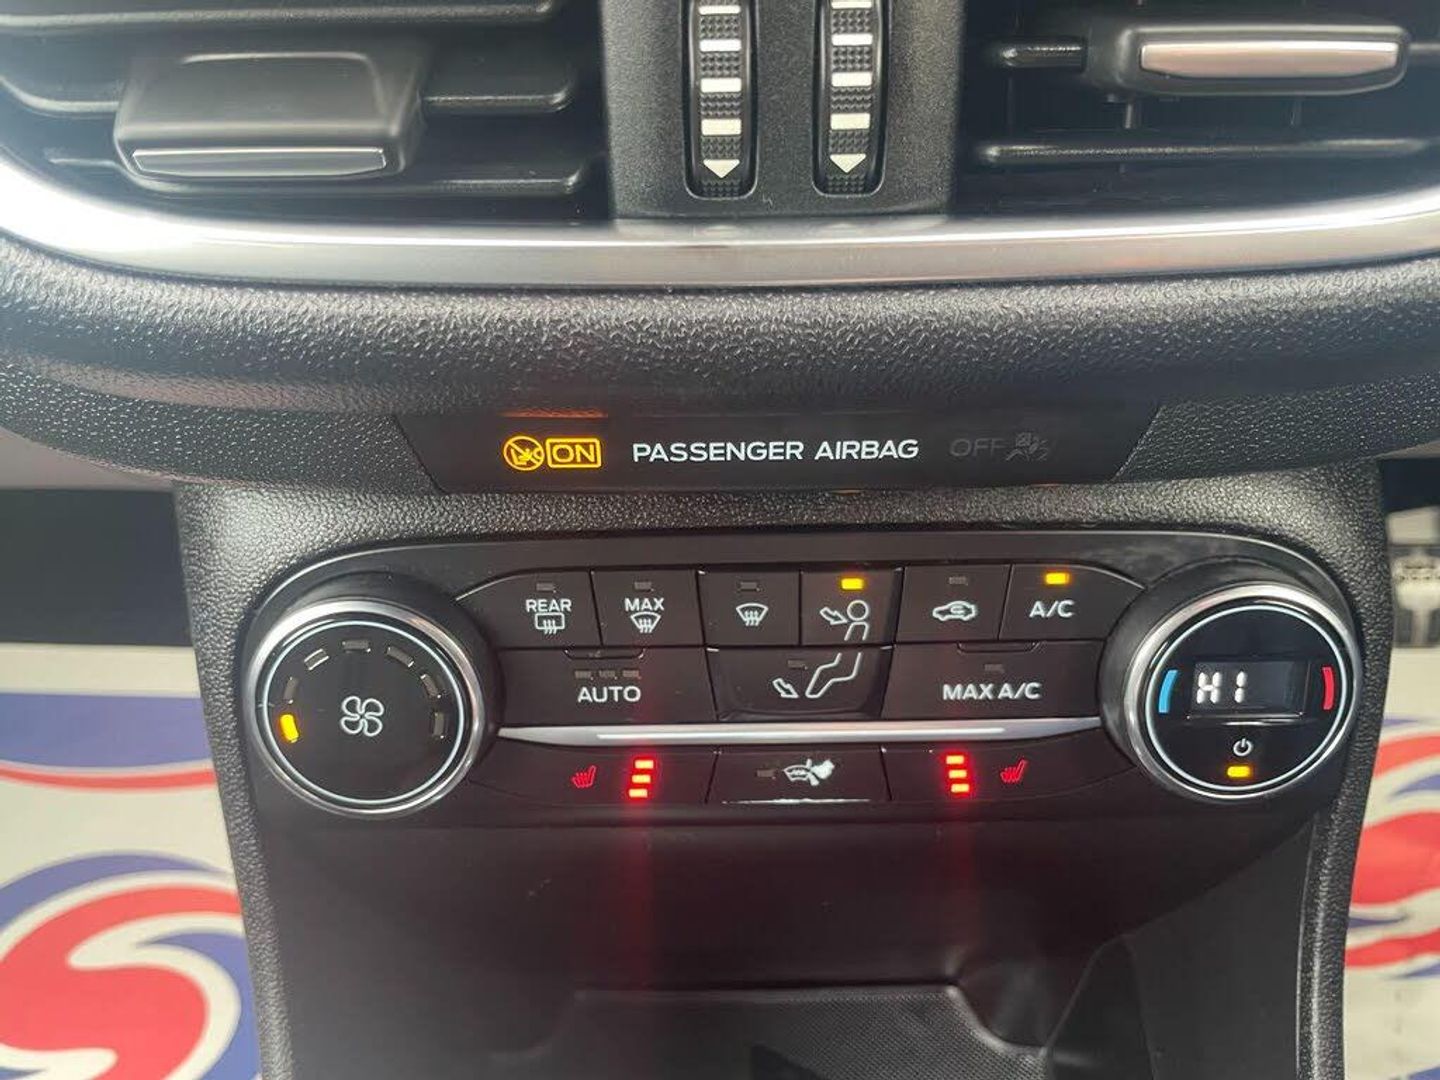 ON PASSENGER AIRBAG OFF
REAR MAX A/C
AUTO MAX A/C HI